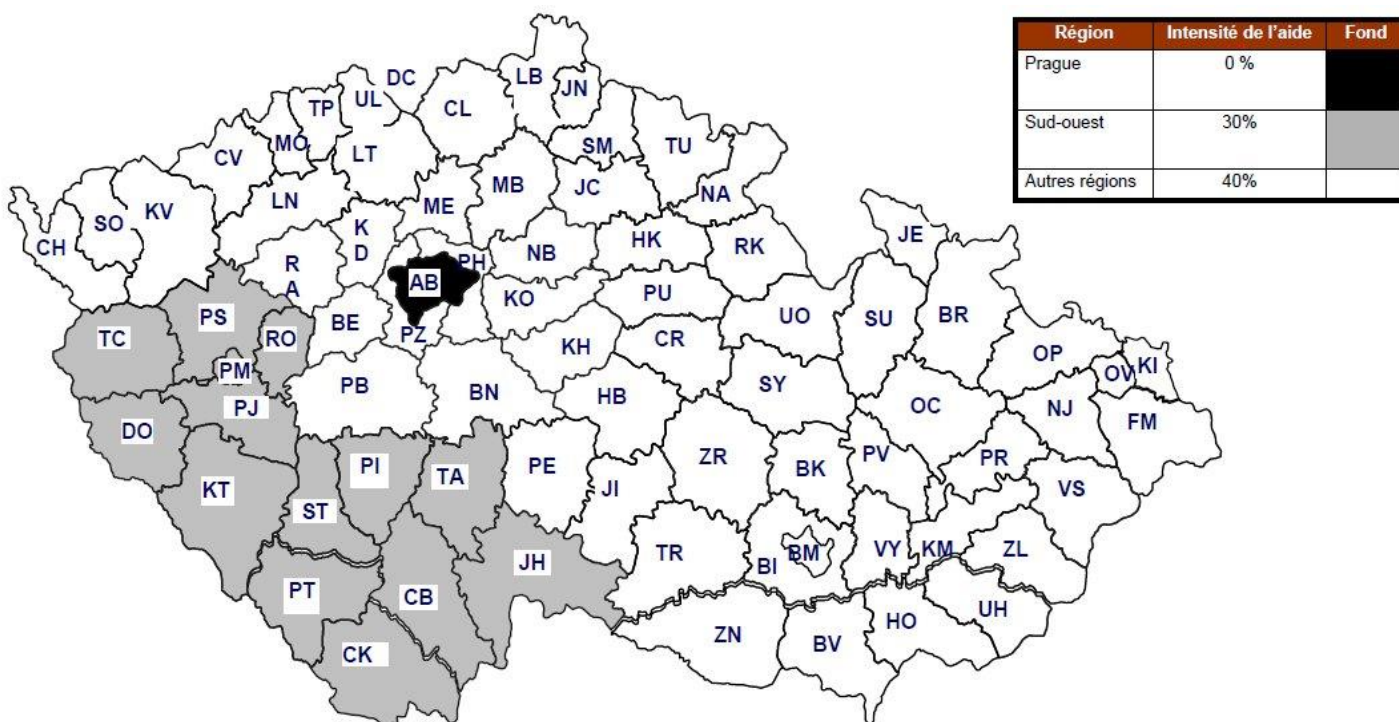 Région Intensité de l'aide Fond
Prague 0 %
Sud-ouest 30%
Autres régions 40%
DC
LB
JN
TP
UL
CL
MO
CV
LT
SM
TU
MB
JC
NA
LN
ME
SO
KV
CH
K
D
NB
HK
RK
JE
R
A
PH
AB
KO
PU
UO
SU
BR
TC
PS
RO
BE
PZ
KH
CR
OP
OV
KI
PM
PB
BN
HB
SY
OC
NJ
FM
PJ
DO
KT
PI
TA
PE
ZR
BK
PV
PR
VS
ST
JI
JH
TR
BI
BM
VY
KM
ZL
PT
CB
CK
ZN
BV
HO
UH